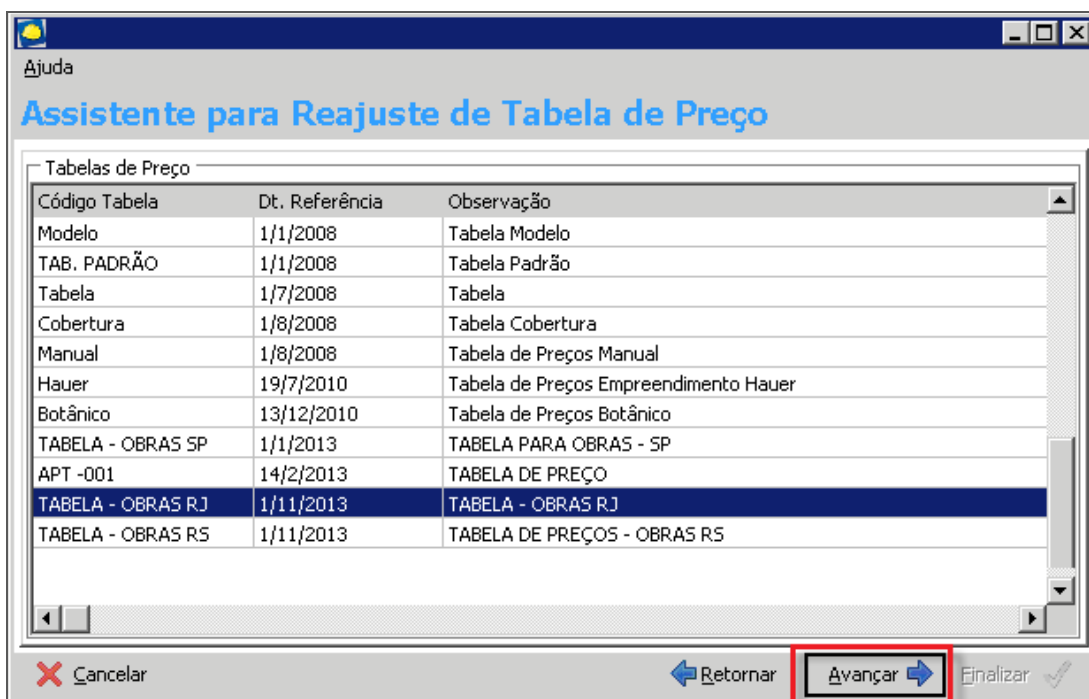 Ajuda
Assistente para Reajuste de Tabela de Preço
Tabelas de Preço
Código Tabela Dt. Referência Observação
Modelo 1/1/2008 Tabela Modelo
TAB. PADRÃO 1/1/2008 Tabela Padrão
Tabela 1/7/2008 Tabela
Cobertura 1/8/2008 Tabela Cobertura
Manual 1/8/2008 Tabela de Preços Manual
Hauer 19/7/2010 Tabela de Preços Empreendimento Hauer
Botânico 13/12/2010 Tabela de Preços Botânico
TABELA - OBRAS SP 1/1/2013 TABELA PARA OBRAS - SP
APT -001 14/2/2013 TABELA DE PREÇO
TABELA - OBRAS RJ 1/11/2013 TABELA - OBRAS RJ
TABELA - OBRAS RS 1/11/2013 TABELA DE PREÇOS - OBRAS RS
Cancelar Retornar Avançar Finalizar